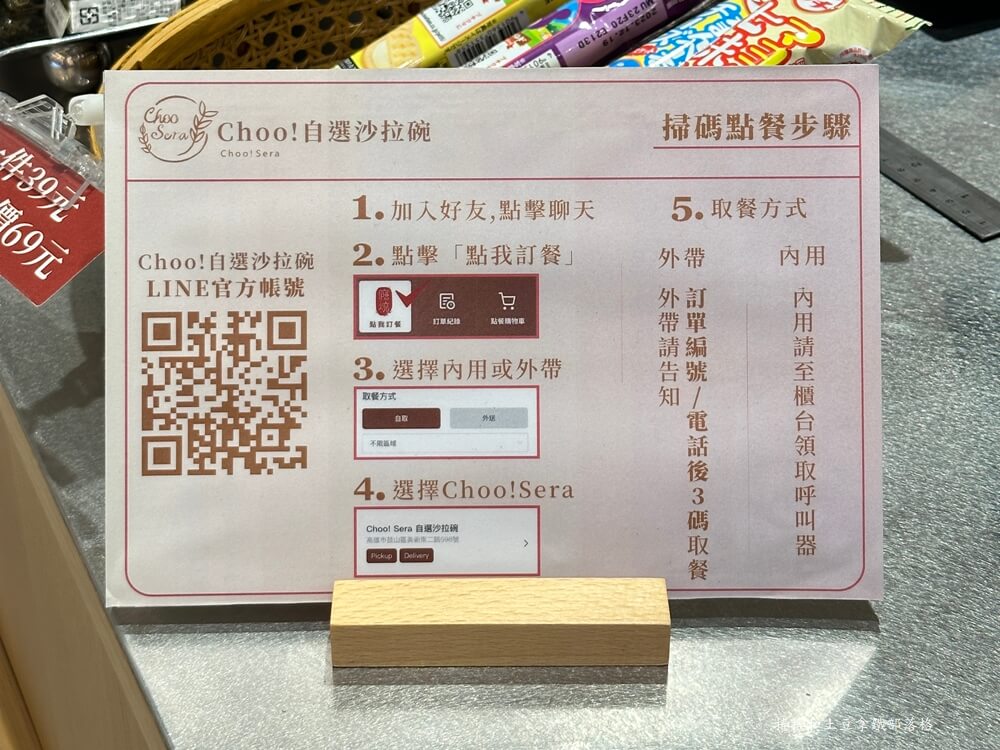 Choo
Sera
Choo!自選沙拉碗
Choo!Sera
掃碼點餐步驟
Choo!自選沙拉碗
LINE官方帳號
1.加入好友,點擊聊天
2.點擊「點我訂餐」
點我訂餐
訂單紀錄
點餐購物車
3.選擇內用或外帶
取餐方式
自取
外送
不限區域
4.選擇Choo!Sera
Choo! Sera 自選沙拉碗
Pickup
Delivery
5.取餐方式
外帶
外帶請告知
訂單編號/電話後3碼取餐
內用
內用請至櫃台領取呼叫器
件39元
價69元